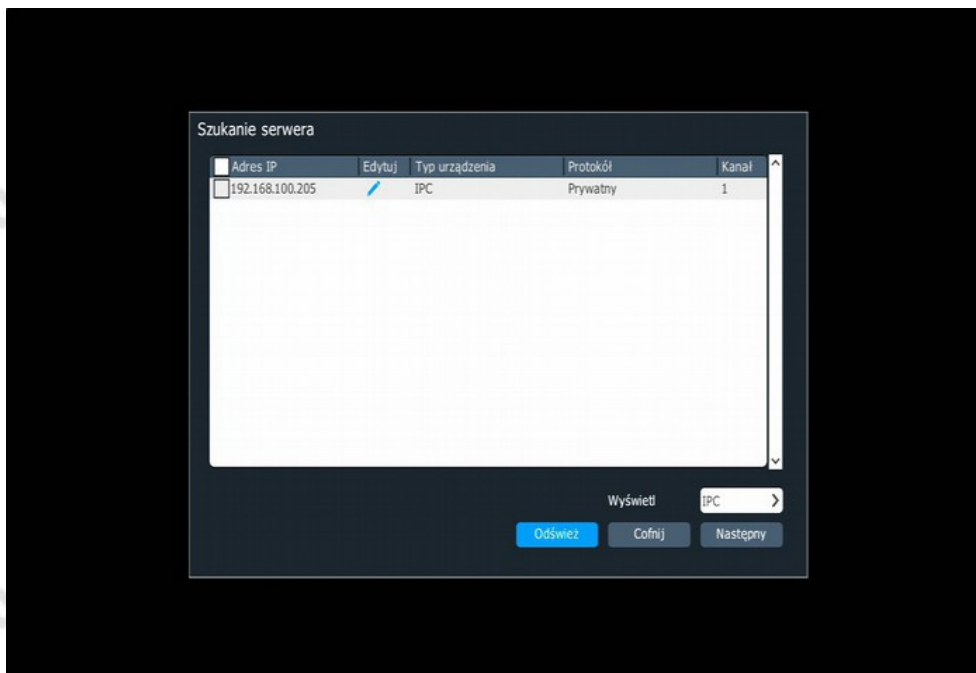 Szukanie serwera
Adres IP Edytuj Typ urządzenia Protokół Kanał
192.168.100.205 IPC Prywatny 1
Wyświetl IPC
Odśwież Cofnij Następny